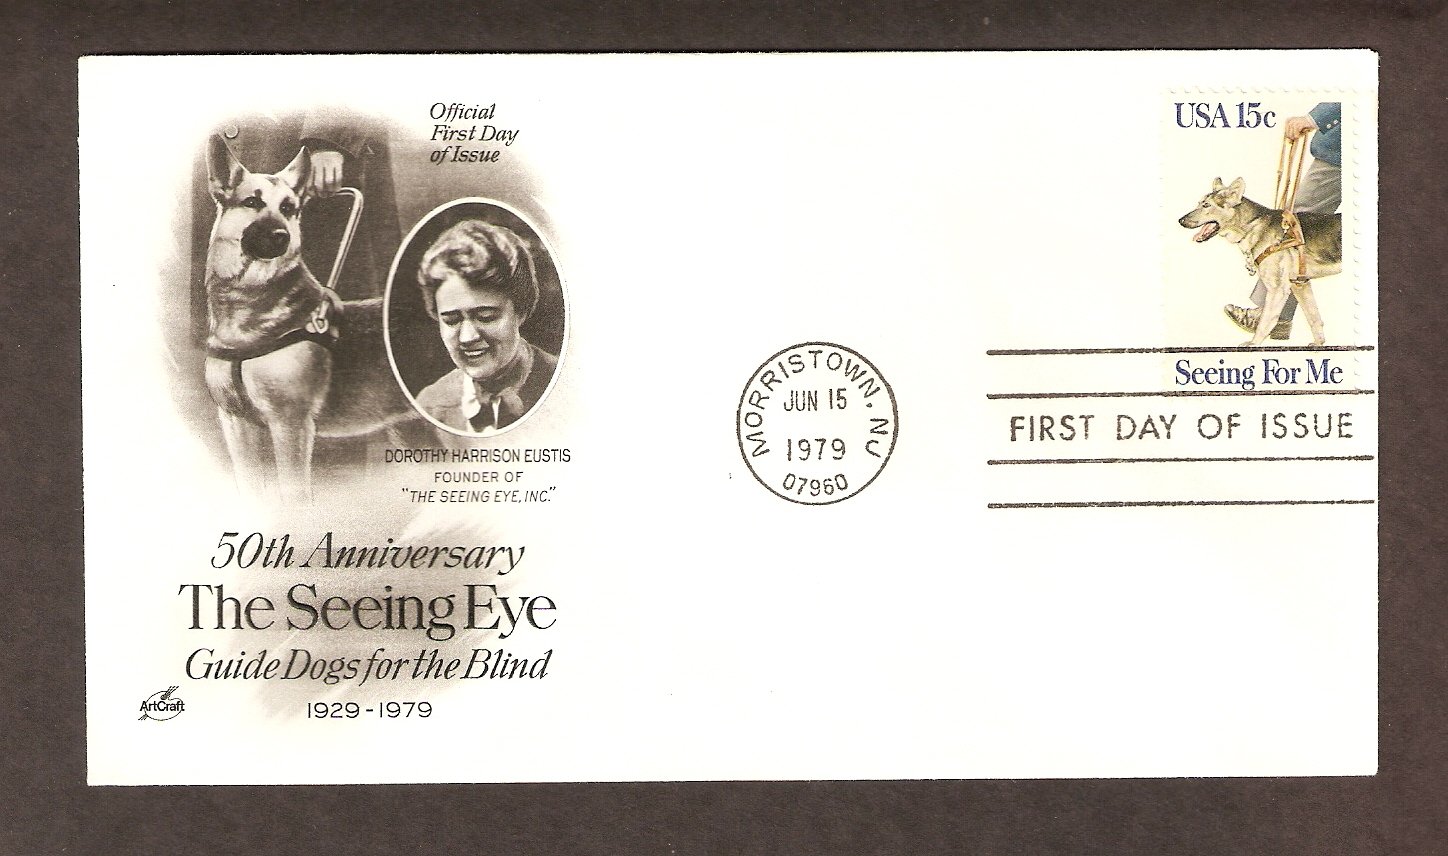 Official
First Day
of Issue
DOROTHY HARRISON EUSTIS
FOUNDER OF
"THE SEEING EYE, INC."
50th Anniversary
The Seeing Eye
Guide Dogs for the Blind
1929-1979
ArtCraft
MORRISTOWN, NJ
JUN 15
1979
07960
USA 15c
Seeing For Me
FIRST DAY OF ISSUE